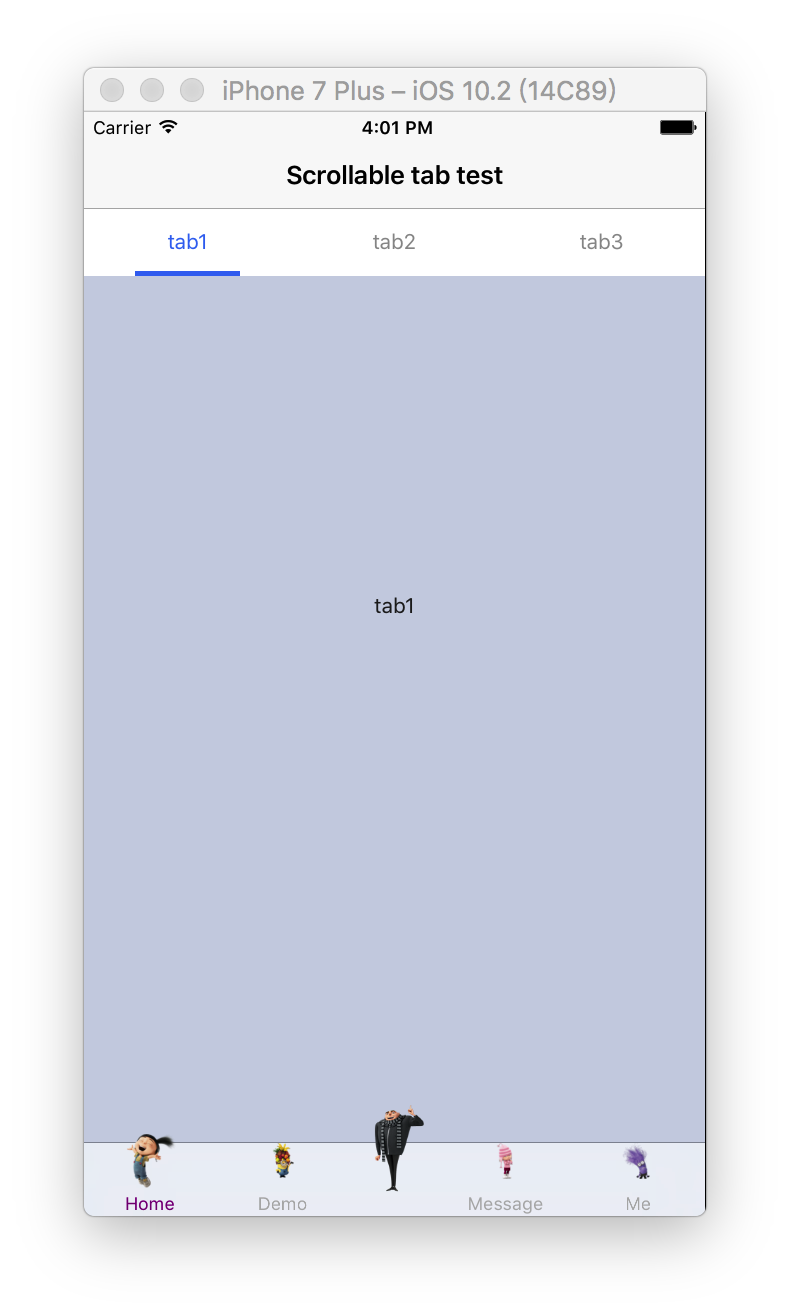 iPhone 7 Plus – iOS 10.2 (14C89)
Carrier 4:01 PM
Scrollable tab test
tab1 tab2 tab3
tab1
Home Demo Message Me